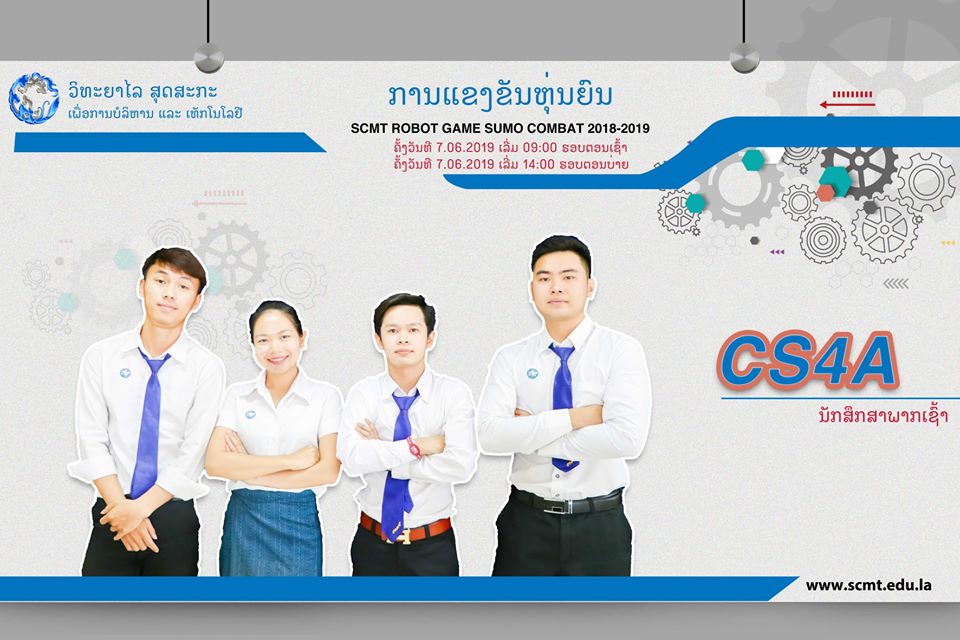 ວິທະຍາໄລ ສຸດສະກະ
ເພື່ອການບໍລິຫານ ແລະ ເທັກໂນໂລຢີ
ການແຂງຂັນຫຸ່ນຍົນ
SCMT ROBOT GAME SUMO COMBAT 2018-2019
ຄັ້ງວັນທີ 7.06.2019 ເລີ່ມ 09:00 ຮອບຕອນເຊົ້າ
ຄັ້ງວັນທີ 7.06.2019 ເລີ່ມ 14:00 ຮອບຕອນບ່າຍ
CS4A
ນັກສຶກສາພາກເຊົ້າ
www.scmt.edu.la